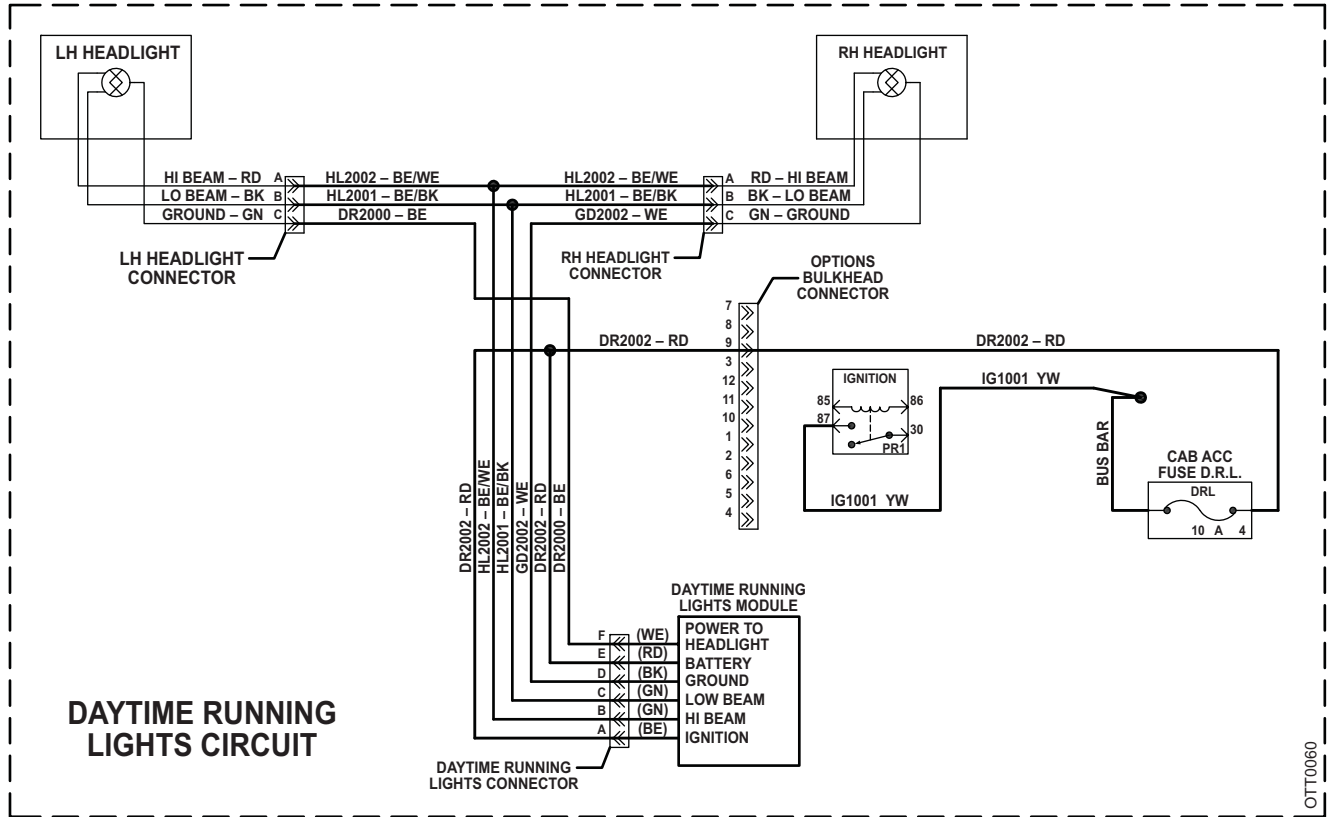 LH HEADLIGHT
RH HEADLIGHT
HI BEAM – RD A HL2002 – BE/WE HL2002 – BE/WE A RD – HI BEAM
LO BEAM – BK B HL2001 – BE/BK HL2001 – BE/BK B BK – LO BEAM
GROUND – GN C DR2000 – BE GD2002 – WE C GN – GROUND
LH HEADLIGHT
CONNECTOR
RH HEADLIGHT
CONNECTOR
OPTIONS
BULKHEAD
CONNECTOR
7
8
9
3
12
11
10
1
2
6
5
4
DR2002 – RD
DR2002 – RD
IGNITION
85
86
87
30
PR1
IG1001 YW
IG1001 YW
BUS BAR
CAB ACC
FUSE D.R.L.
DRL
10 A 4
DR2002 – RD
HL2002 – BE/WE
HL2001 – BE/BK
GD2002 – WE
DR2002 – RD
DR2000 – BE
DAYTIME RUNNING
LIGHTS MODULE
F (WE) POWER TO
HEADLIGHT
E (RD) BATTERY
D (BK) GROUND
C (GN) LOW BEAM
B (GN) HI BEAM
A (BE) IGNITION
DAYTIME RUNNING
LIGHTS CONNECTOR
DAYTIME RUNNING
LIGHTS CIRCUIT
OTT0060